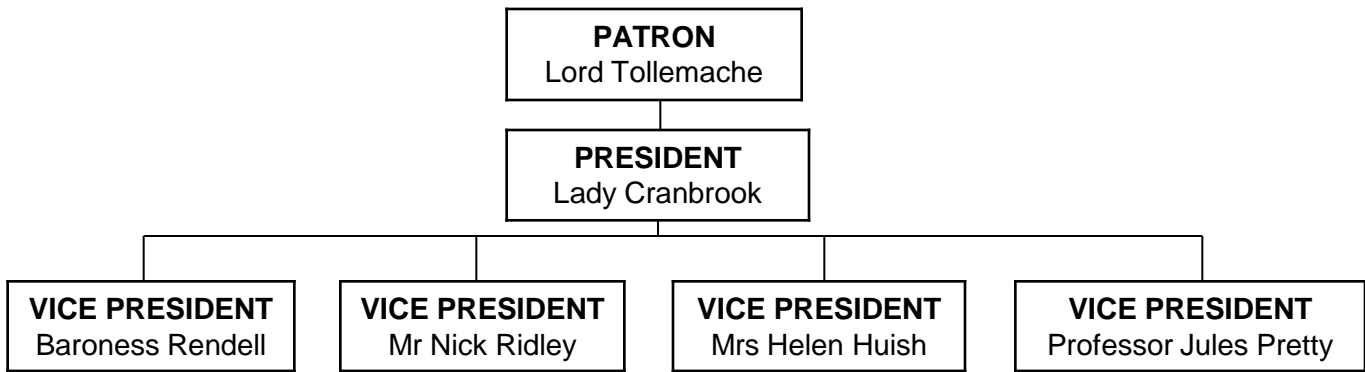 PATRON
Lord Tollemache
PRESIDENT
Lady Cranbrook
VICE PRESIDENT
Baroness Rendell
VICE PRESIDENT
Mr Nick Ridley
VICE PRESIDENT
Mrs Helen Huish
VICE PRESIDENT
Professor Jules Pretty